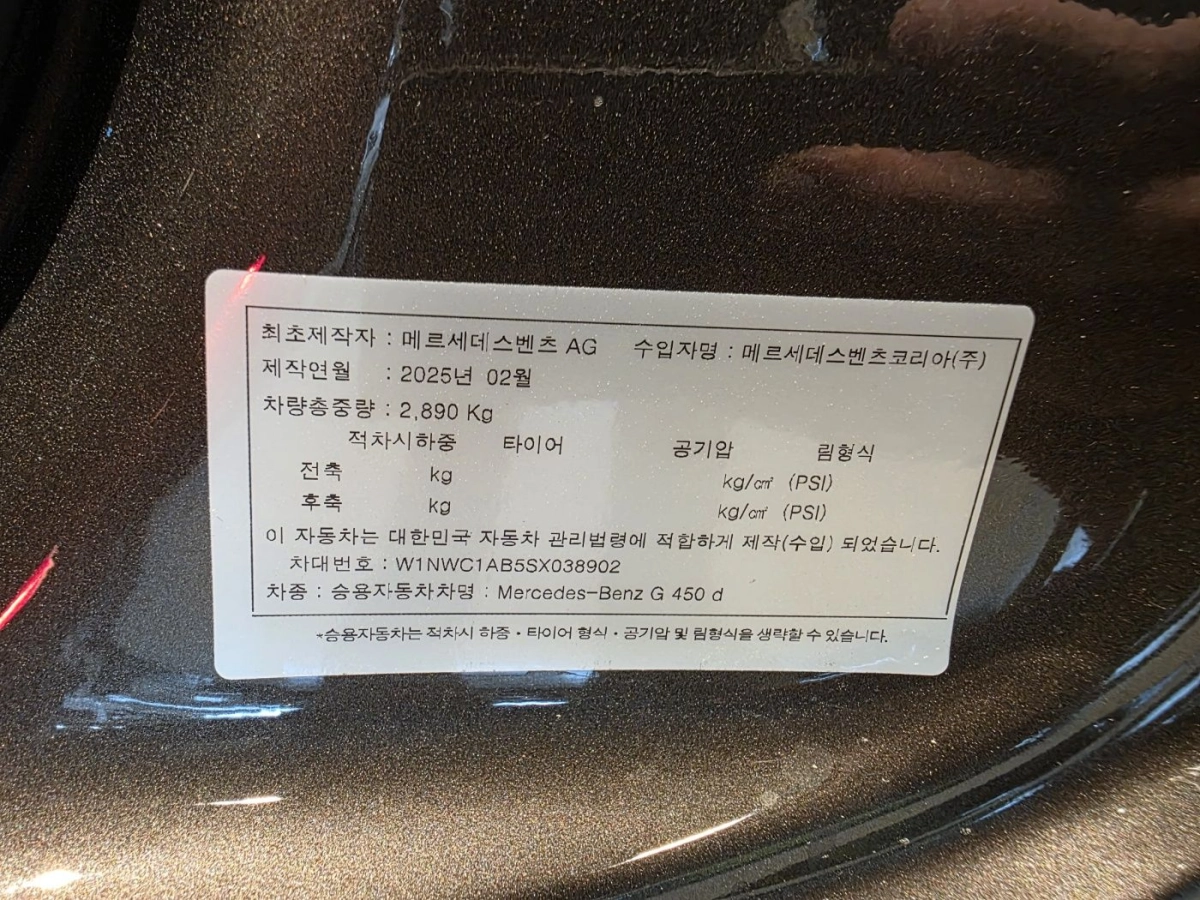 최초제작자 : 메르세데스벤츠 AG 수입자명 : 메르세데스벤츠코리아(주)
제작연월 : 2025년 02월
차량총중량 : 2,890 Kg
적차시하중 타이어 공기압 림형식
전축 kg kg/㎠ (PSI)
후축 kg kg/㎠ (PSI)
이 자동차는 대한민국 자동차 관리법령에 적합하게 제작(수입) 되었습니다.
차대번호 : W1NWC1AB5SX038902
차종 : 승용자동차차명 : Mercedes-Benz G 450 d
*승용자동차는 적차시 하중·타이어 형식·공기압 및 림형식을 생략할 수 있습니다.